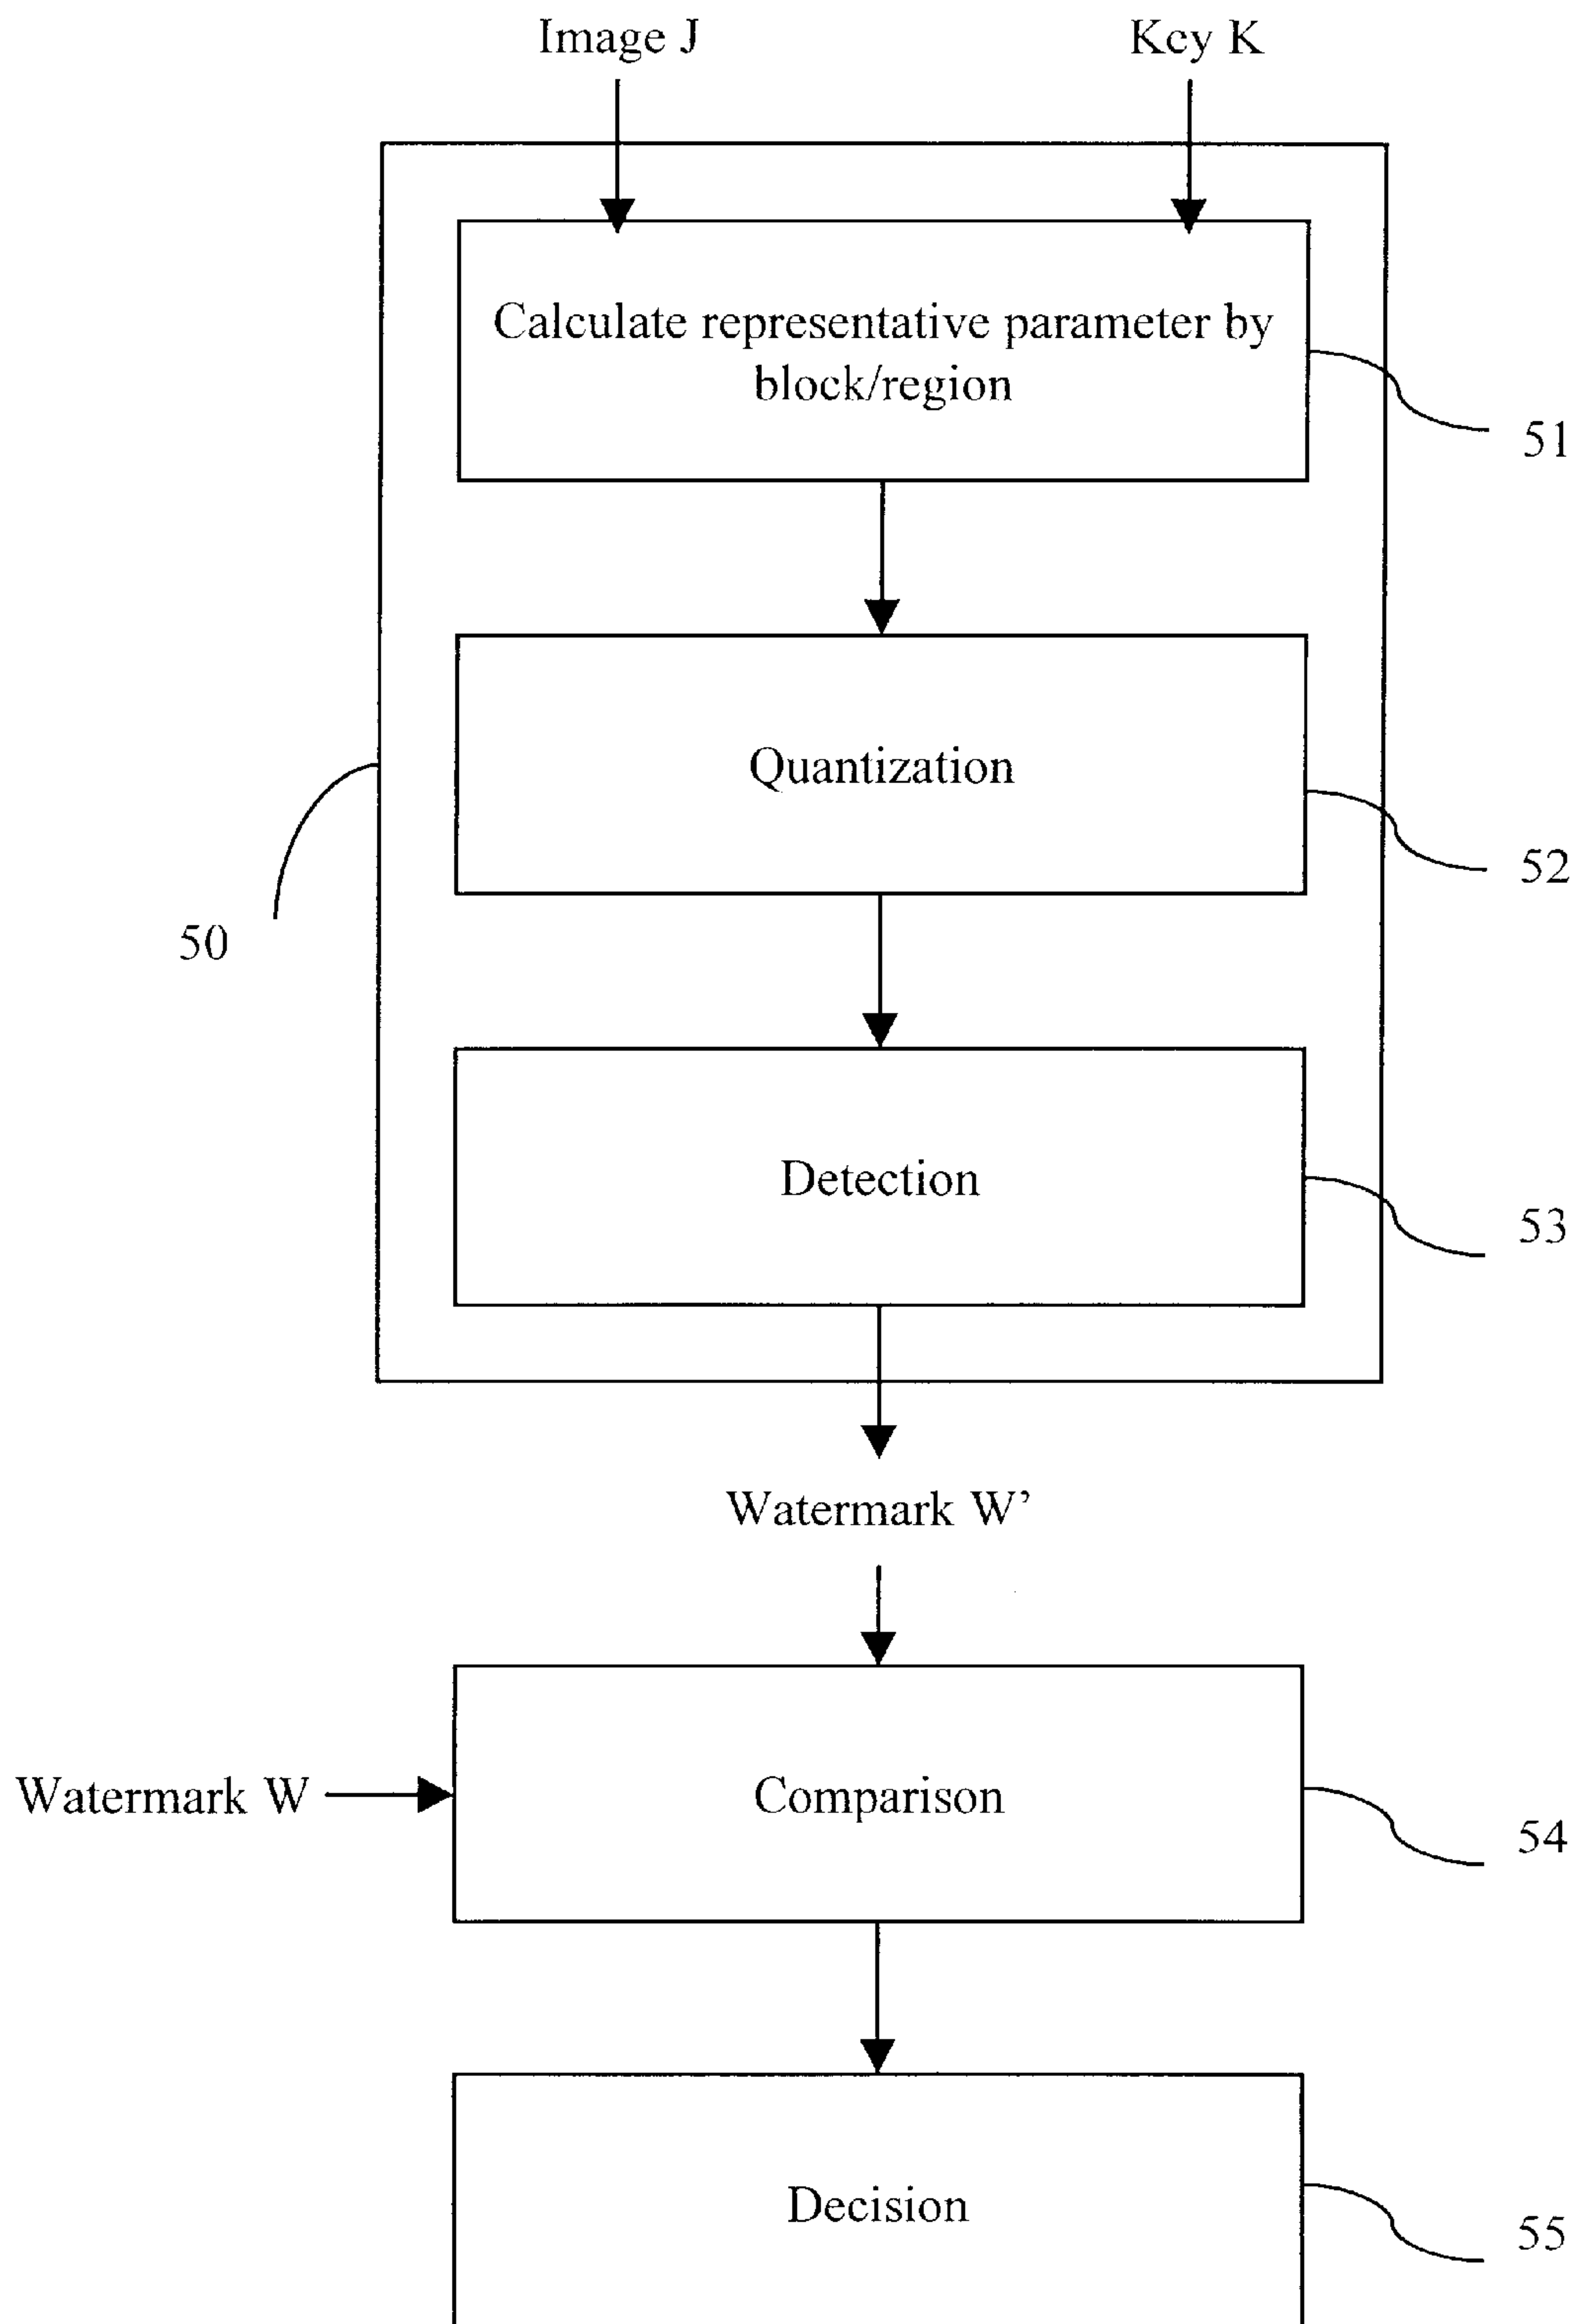 Image J
Key K
Calculate representative parameter by
block/region
51
Quantization
52
50
Detection
53
Watermark W’
Watermark W
Comparison
54
Decision
55